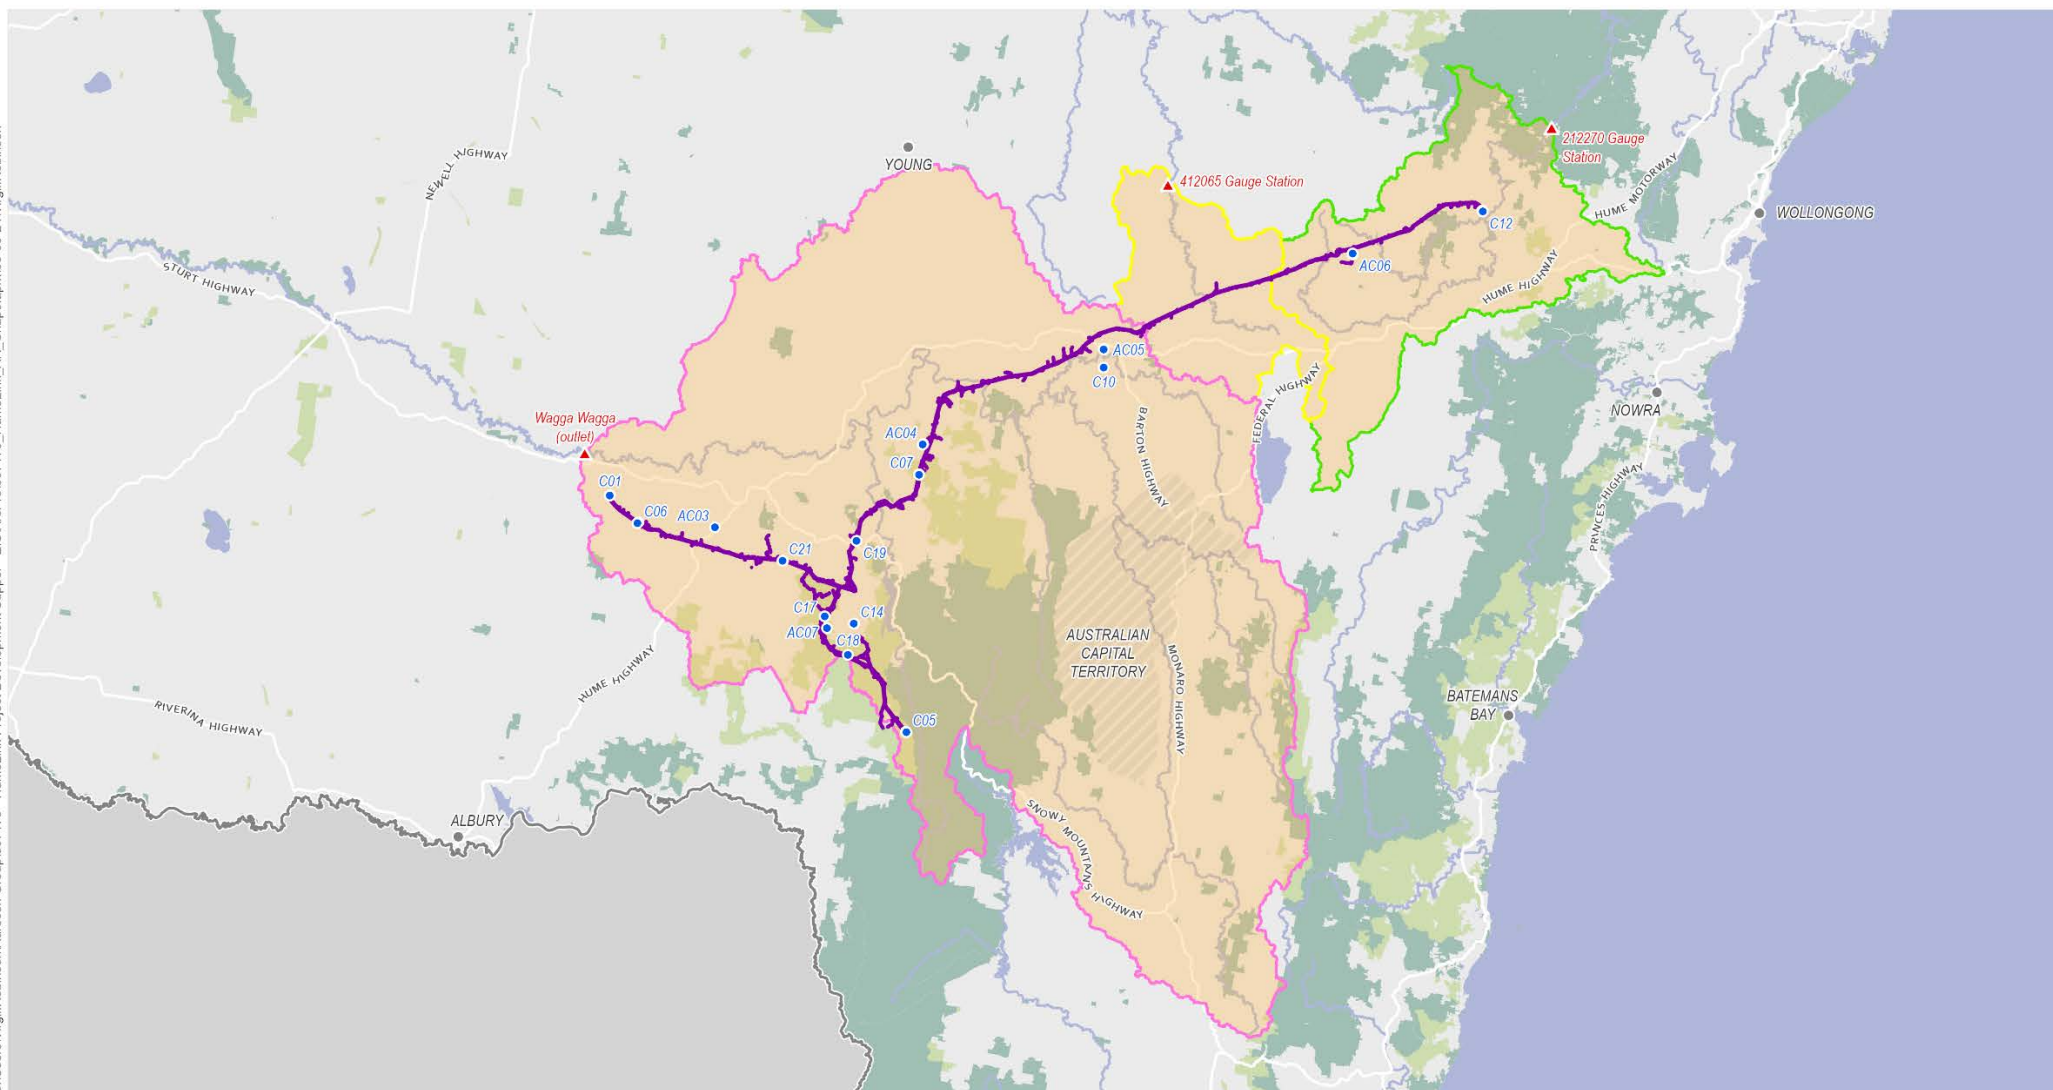 YOUNG
NEWELL HIGHWAY
212270 Gauge
Station
412065 Gauge Station
HUME MOTORWAY
WOLLONGONG
C12
AC06
STURT HIGHWAY
HUME HIGHWAY
AC05
C10
FEDERAL HIGHWAY
NOWRA
Wagga Wagga
(outlet)
AC04
BARTON HIGHWAY
C07
PRINCES HIGHWAY
C01
C06
AC03
C21
C19
C17
C14
AC07
C18
AUSTRALIAN
CAPITAL
TERRITORY
MONARO HIGHWAY
HUME HIGHWAY
RIVERINA HIGHWAY
C05
BATEMANS
BAY
ALBURY
SNOWY MOUNTAINS HIGHWAY